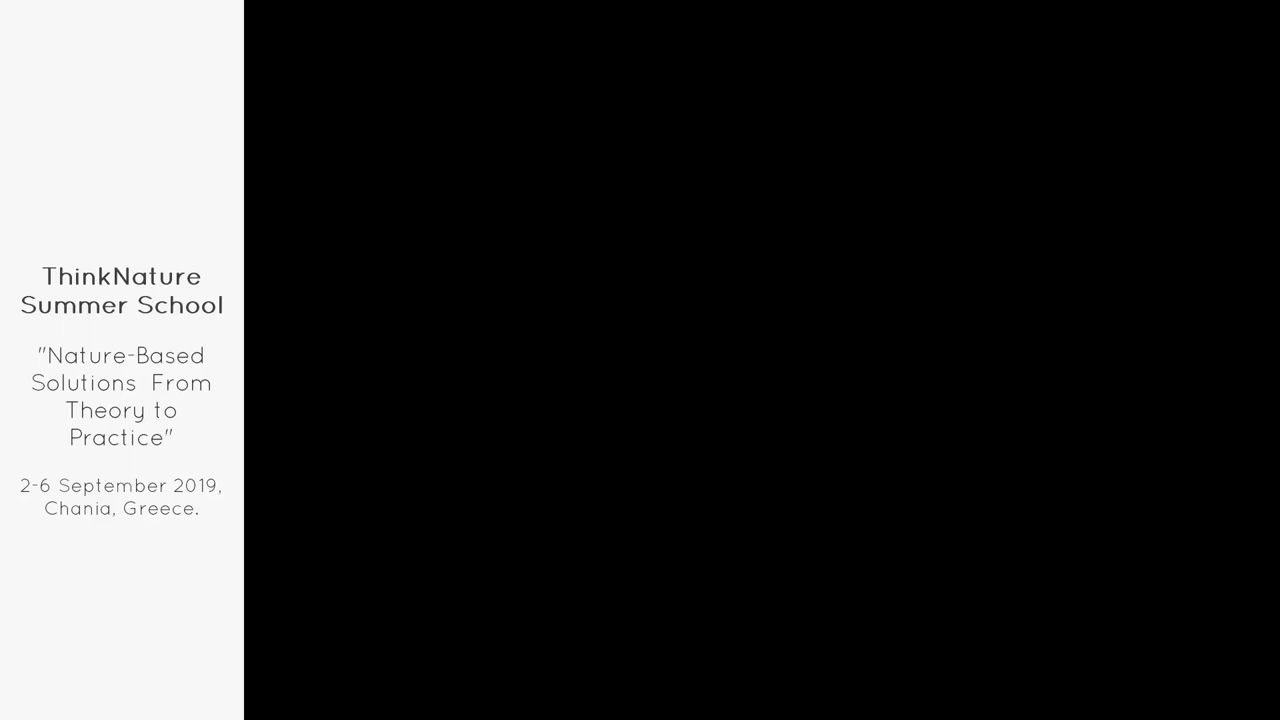 ThinkNature
Summer School
"Nature-Based
Solutions From
Theory to
Practice"
2-6 September 2019,
Chania, Greece.